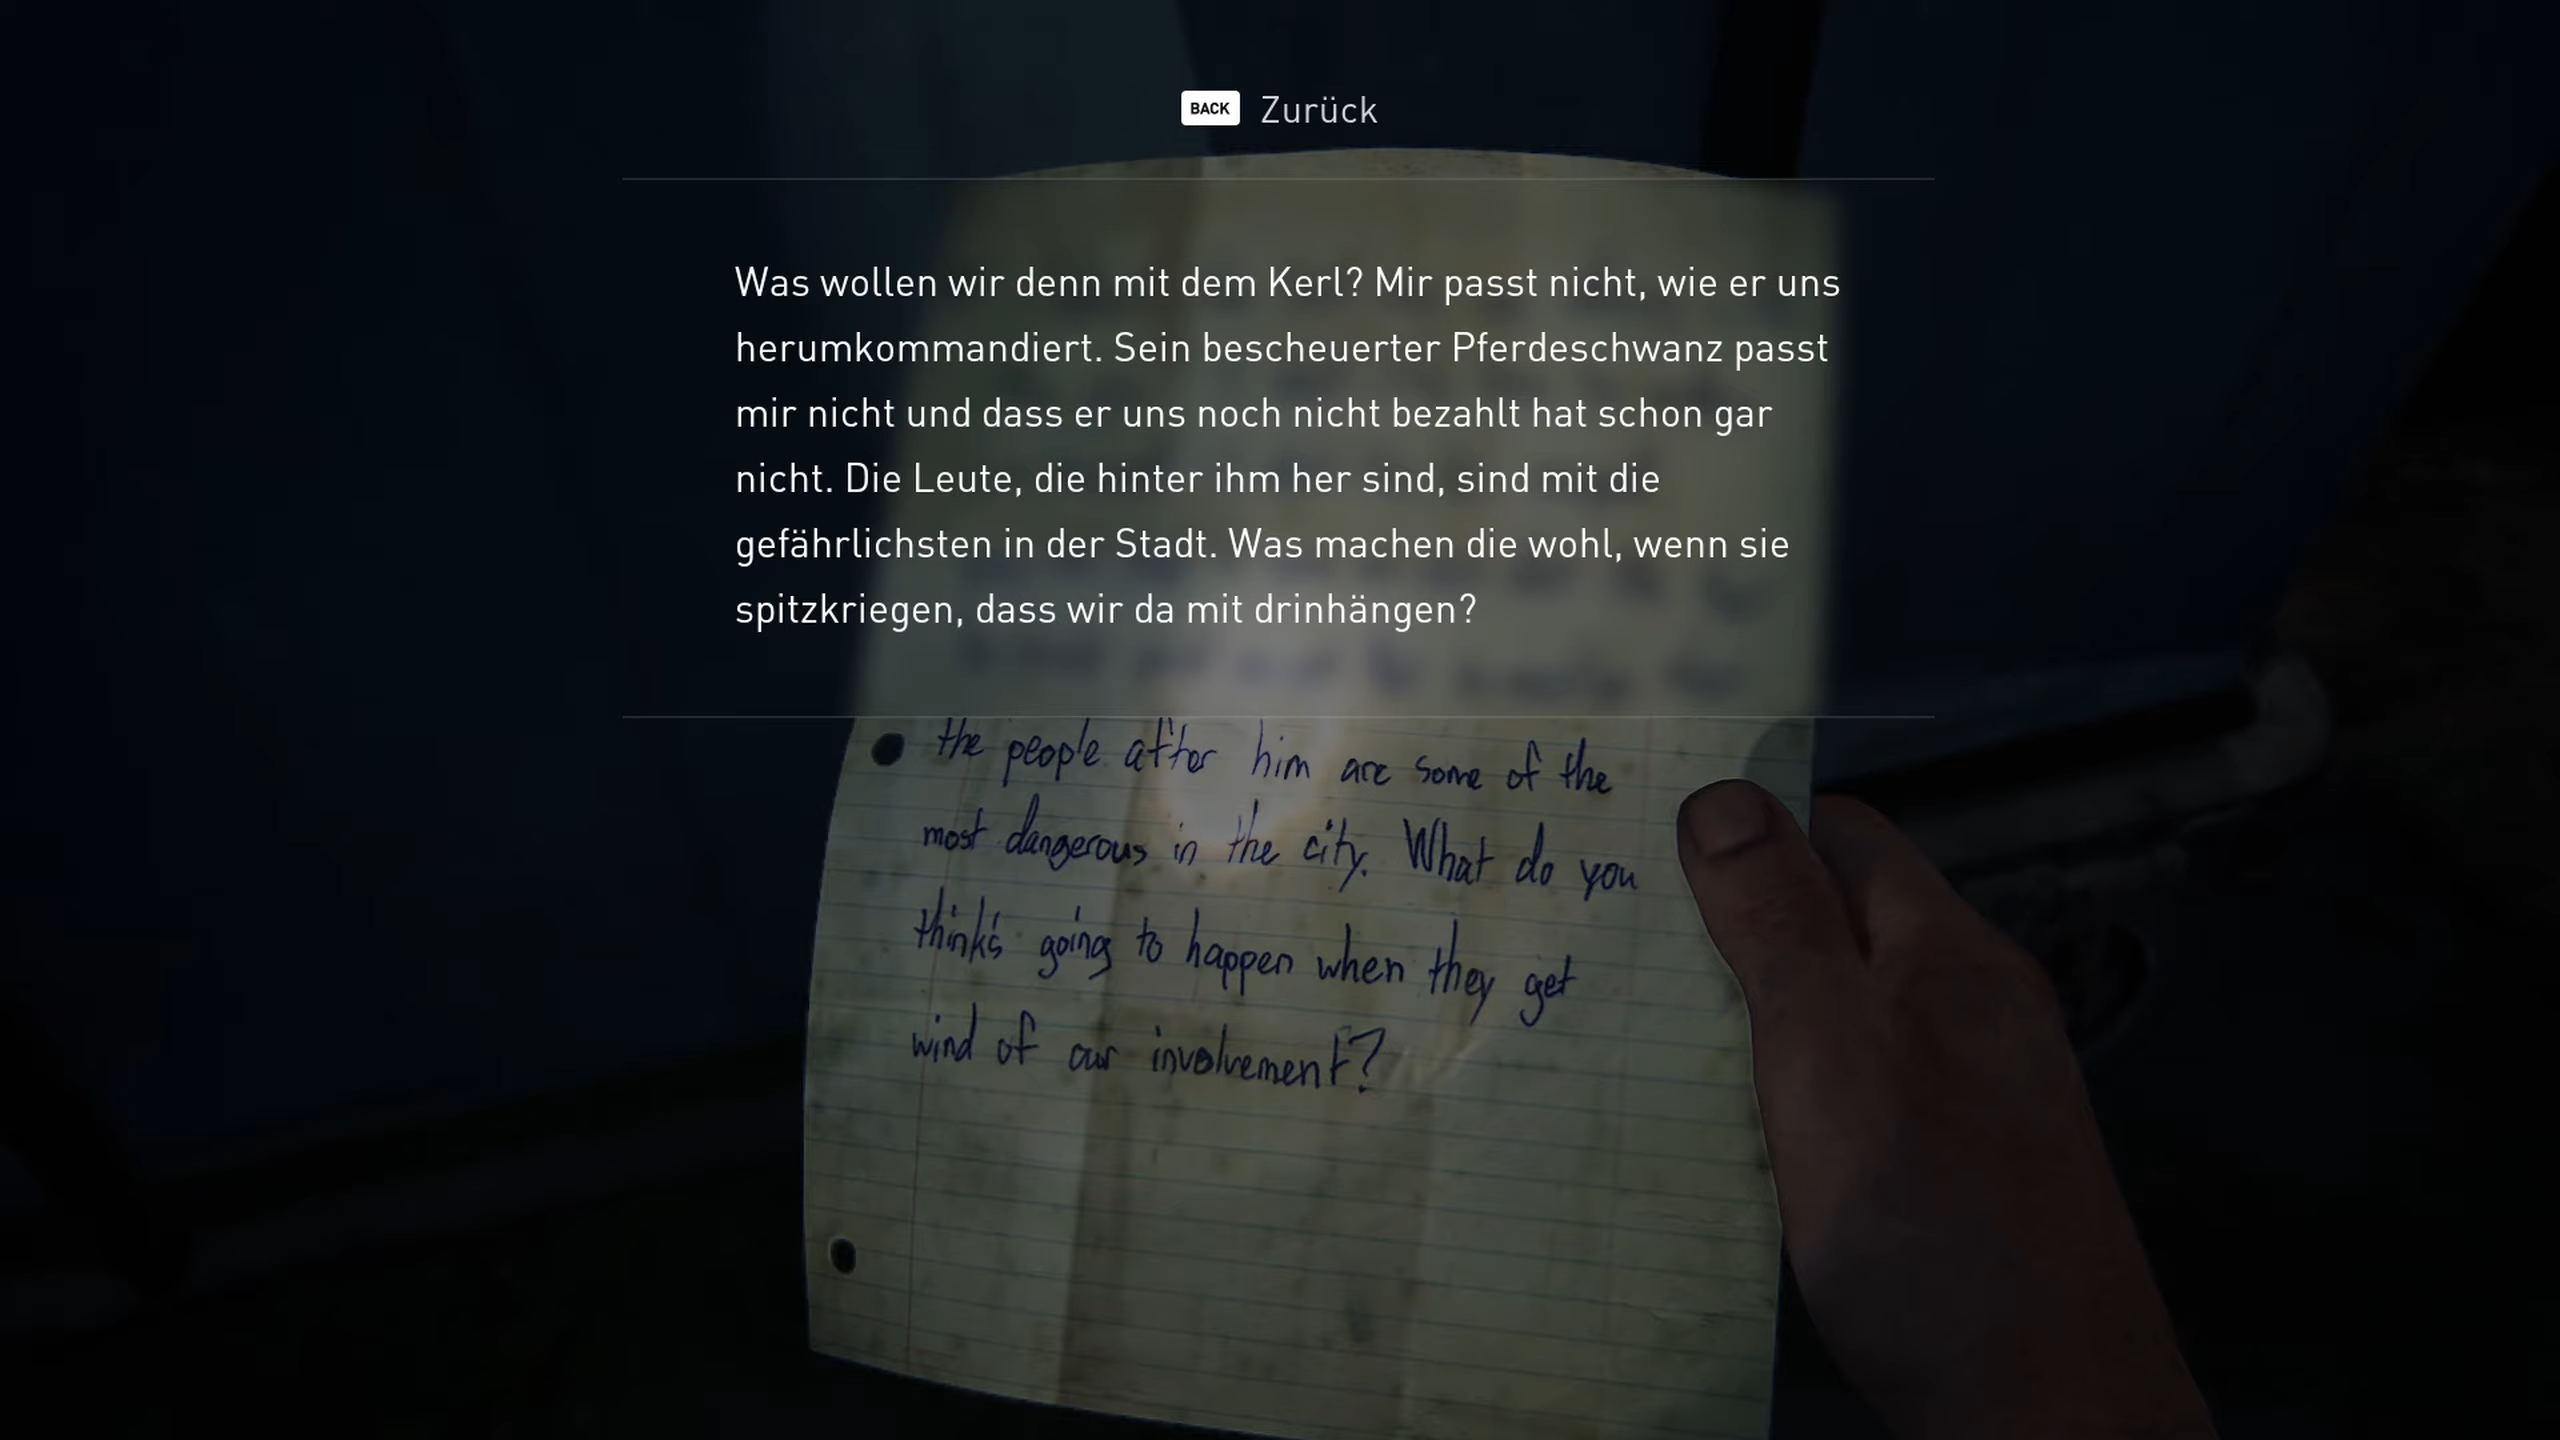 BACK Zurück
Was wollen wir denn mit dem Kerl? Mir passt nicht, wie er uns
herumkommandiert. Sein bescheuerter Pferdeschwanz passt
mir nicht und dass er uns noch nicht bezahlt hat schon gar
nicht. Die Leute, die hinter ihm her sind, sind mit die
gefährlichsten in der Stadt. Was machen die wohl, wenn sie
spitzkriegen, dass wir da mit drinhängen?
the people after him are some of the
most dangerous in the city. What do you
think's going to happen when they get
wind of our involvement?